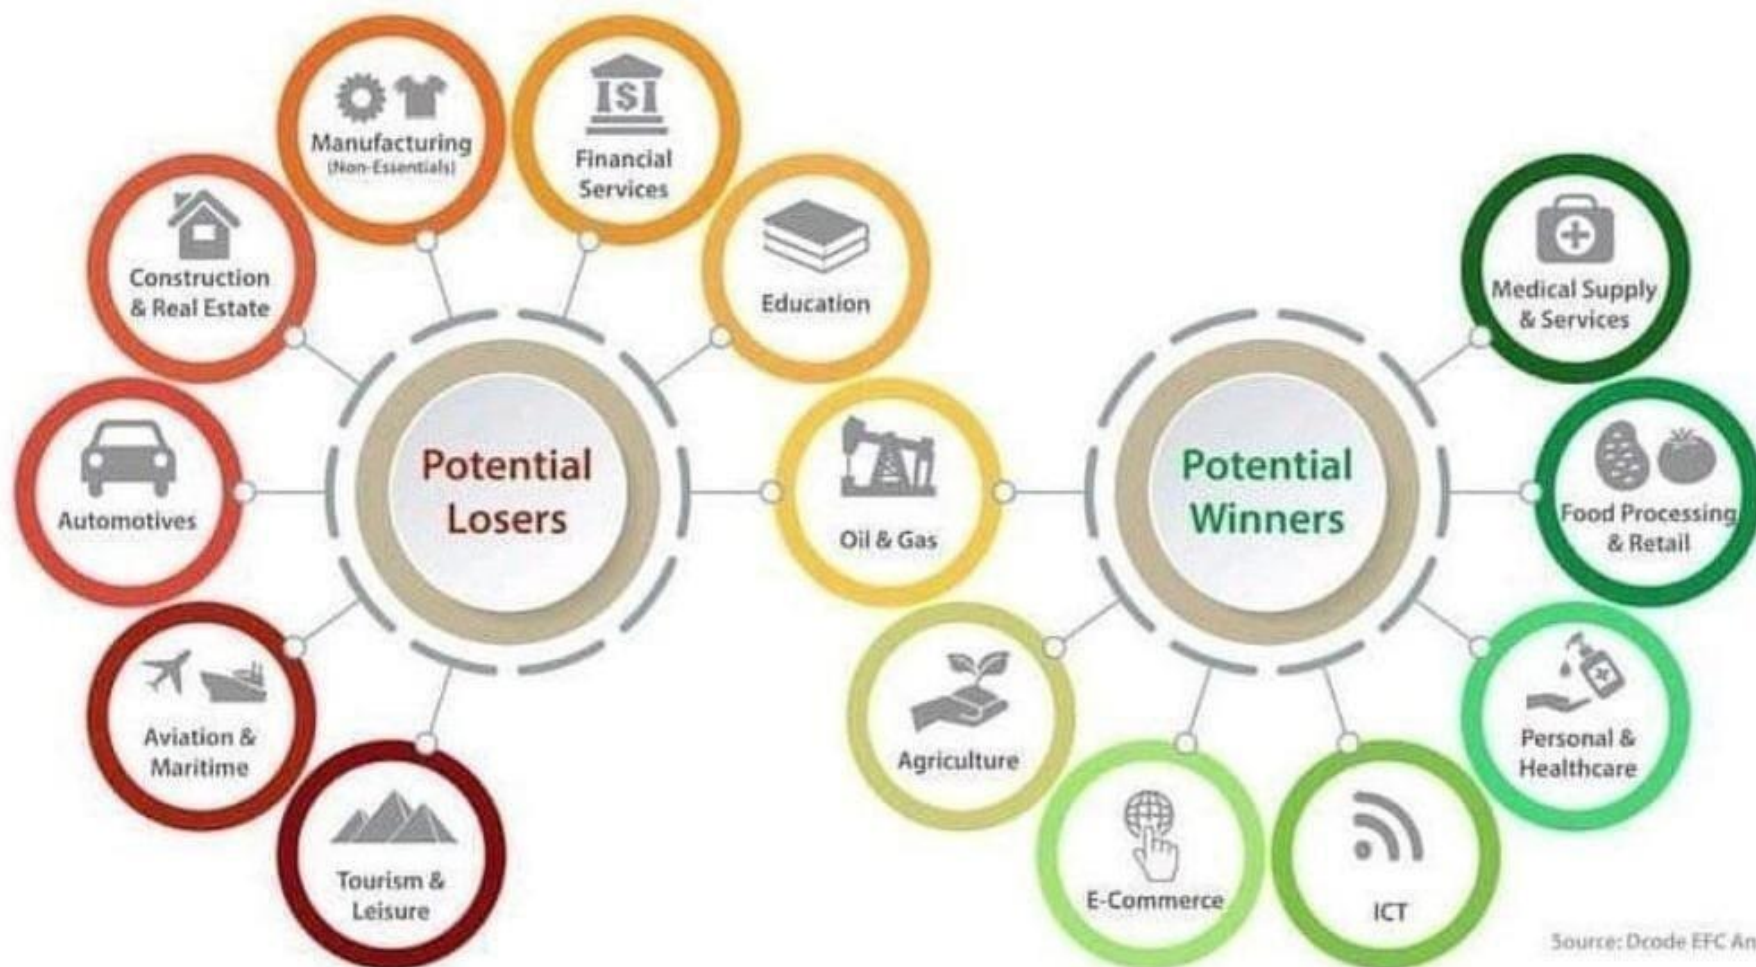 Manufacturing
(Non-Essentials)
Financial
Services
Construction
& Real Estate
Education
Automotives
Potential
Losers
Oil & Gas
Aviation &
Maritime
Tourism &
Leisure
Potential
Winners
Medical Supply
& Services
Food Processing
& Retail
Personal &
Healthcare
Agriculture
E-Commerce
ICT
$
Source: Dcode EFC